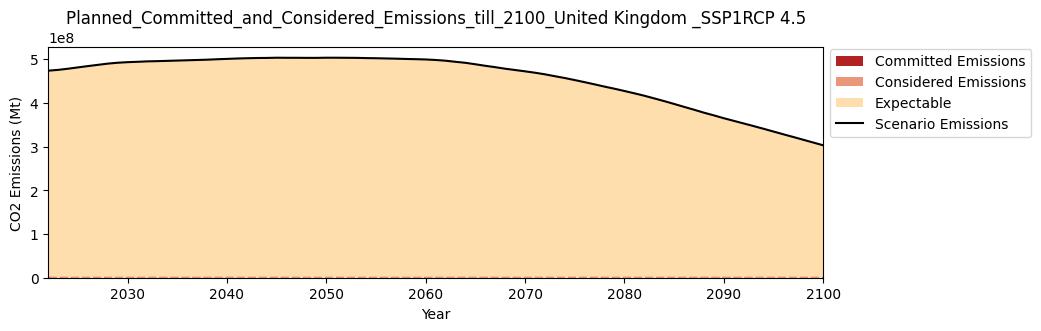 Planned_Committed_and_Considered_Emissions_till_2100_United Kingdom _SSP1RCP 4.5
1e8
5
4
3
2
1
0
CO2 Emissions (Mt)
2030 2040 2050 2060 2070 2080 2090 2100
Year
Committed Emissions
Considered Emissions
Expectable
Scenario Emissions